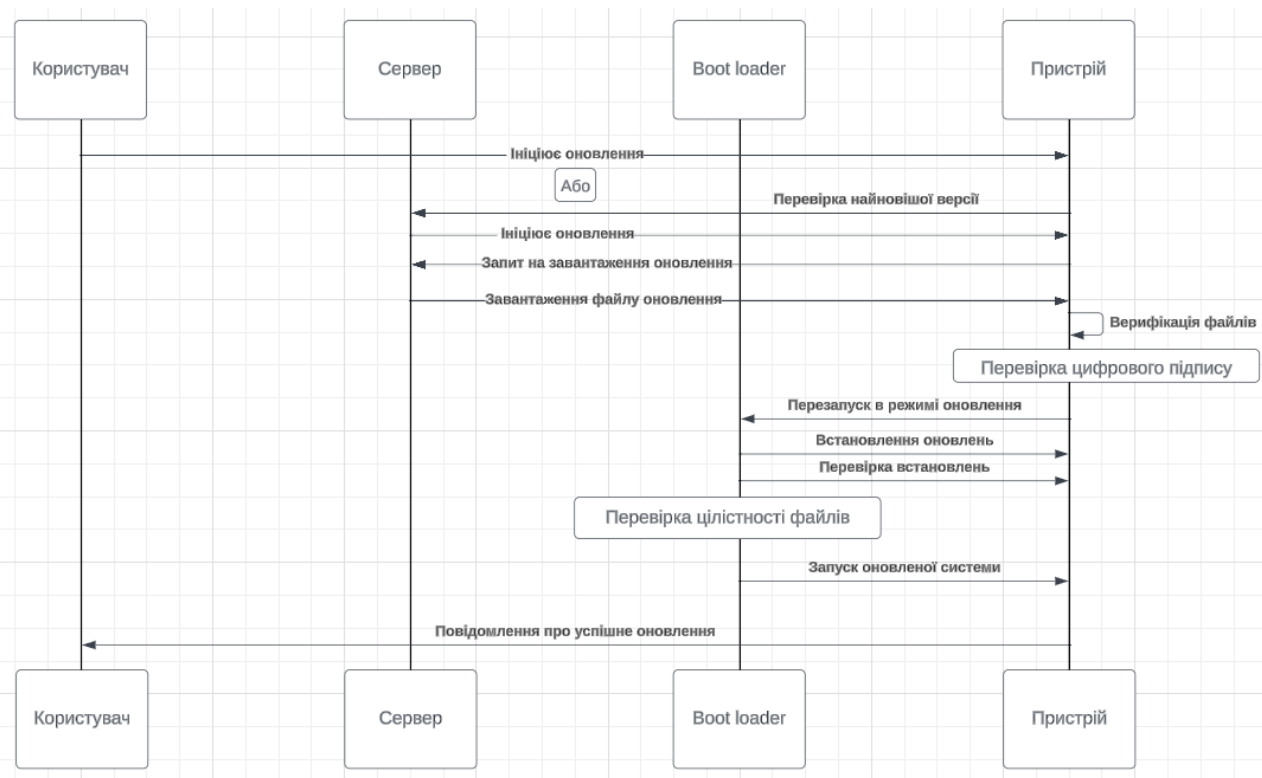 Користувач
Сервер
Boot loader
Пристрій
Ініціює оновлення
Або
Перевірка найновішої версії
Ініціює оновлення
Запит на завантаження оновлення
Завантаження файлу оновлення
Верифікація файлів
Перевірка цифрового підпису
Перезапуск в режимі оновлення
Встановлення оновлень
Перевірка встановлень
Перевірка цілістності файлів
Запуск оновленої системи
Повідомлення про успішне оновлення
Користувач
Сервер
Boot loader
Пристрій